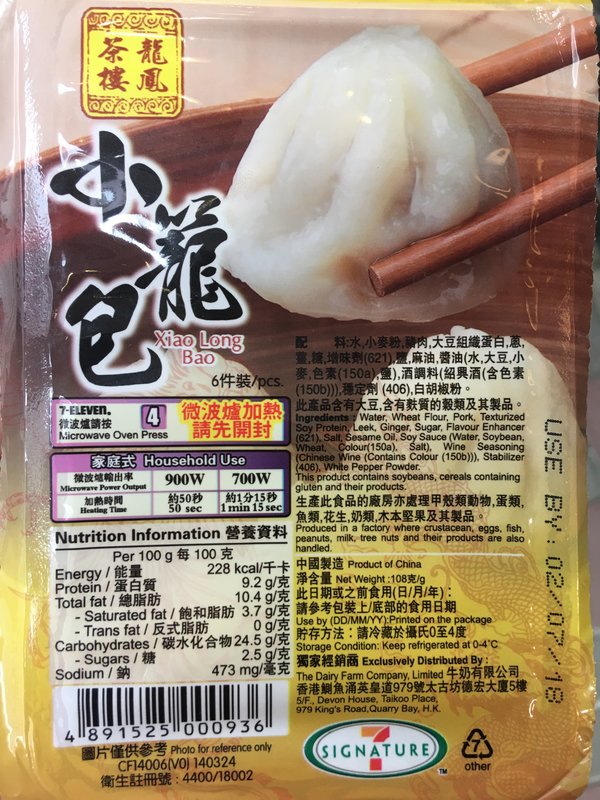 龍鳳
茶樓
小籠包
Xiao Long
Bao
6件裝/pcs.
7-ELEVEN.
微波爐請按
Microwave Oven Press
4
微波爐加熱
請先開封
家庭式 Household Use
微波爐輸出率
Microwave Power Output
900W
700W
加熱時間
Heating Time
約50秒
50 sec
約1分15秒
1 min 15 sec
Nutrition Information 營養資料
Per 100 g 每 100 克
Energy / 能量 228 kcal/千卡
Protein / 蛋白質 9.2 g/克
Total fat / 總脂肪 10.4 g/克
- Saturated fat / 飽和脂肪 3.7 g/克
- Trans fat / 反式脂肪 0 g/克
Carbohydrates / 碳水化合物 24.5 g/克
- Sugars / 糖 2.5 g/克
Sodium / 鈉 473 mg/毫克
4 891525 000936
圖片僅供參考 Photo for reference only
CF14006(V0) 140324
衛生註冊號 : 4400/18002
配 料:水,小麥粉,豬肉,大豆組織蛋白,蔥,
薑,糖,增味劑(621),鹽,麻油,醬油(水,大豆,小
麥,色素(150a),鹽),酒調料(紹興酒(含色素
(150b))),穩定劑 (406),白胡椒粉。
此產品含有大豆,含有麩質的穀類及其製品。
Ingredients : Water, Wheat Flour, Pork, Texturized
Soy Protein, Leek, Ginger, Sugar, Flavour Enhancer
(621), Salt, Sesame Oil, Soy Sauce (Water, Soybean,
Wheat, Colour(150a), Salt), Wine Seasoning
(Chinese Wine (Contains Colour (150b))), Stabilizer
(406), White Pepper Powder.
This product contains soybeans, cereals containing
gluten and their products.
生產此食品的廠房亦處理甲殼類動物,蛋類,
魚類,花生,奶類,木本堅果及其製品。
Produced in a factory where crustacean, eggs, fish,
peanuts, milk, tree nuts and their products are also
handled.
中國製造 Product of China
淨含量 Net Weight :108克/g
此日期或之前食用(日/月/年) :
請參考包裝上/底部的食用日期
Use by (DD/MM/YY):Printed on the package
貯存方法 : 請冷藏於攝氏0至4度
Storage Condition: Keep refrigerated at 0-4°C
獨家經銷商 Exclusively Distributed By :
The Dairy Farm Company, Limited 牛奶有限公司
香港鰂魚涌英皇道979號太古坊德宏大廈5樓
5/F., Devon House, Taikoo Place,
979 King's Road,Quarry Bay, H.K.
SIGNATURE
7
TM
7
other
USE BY: 02/07/18